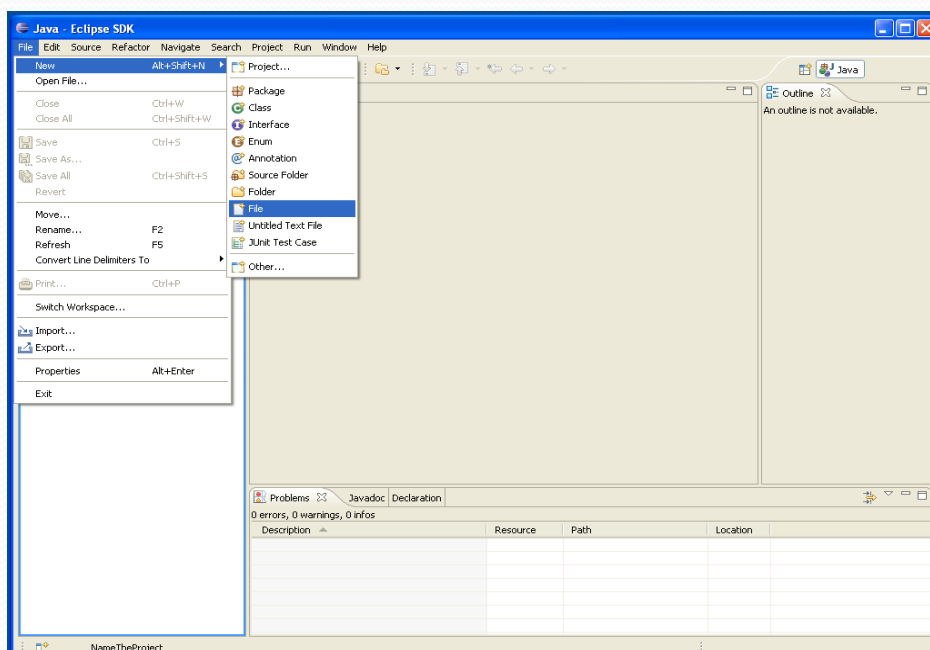 Java - Eclipse SDK
File Edit Source Refactor Navigate Search Project Run Window Help
New Alt+Shift+N
Open File...
Close Ctrl+W
Close All Ctrl+Shift+W
Save Ctrl+S
Save As...
Save All Ctrl+Shift+S
Revert
Move...
Rename... F2
Refresh F5
Convert Line Delimiters To
Print... Ctrl+P
Switch Workspace...
Import...
Export...
Properties Alt+Enter
Exit
Project...
Package
Class
Interface
Enum
Annotation
Source Folder
Folder
File
Untitled Text File
JUnit Test Case
Other...
Java
Outline
An outline is not available.
Problems Javadoc Declaration
0 errors, 0 warnings, 0 infos
Description Resource Path Location
NameTheProject